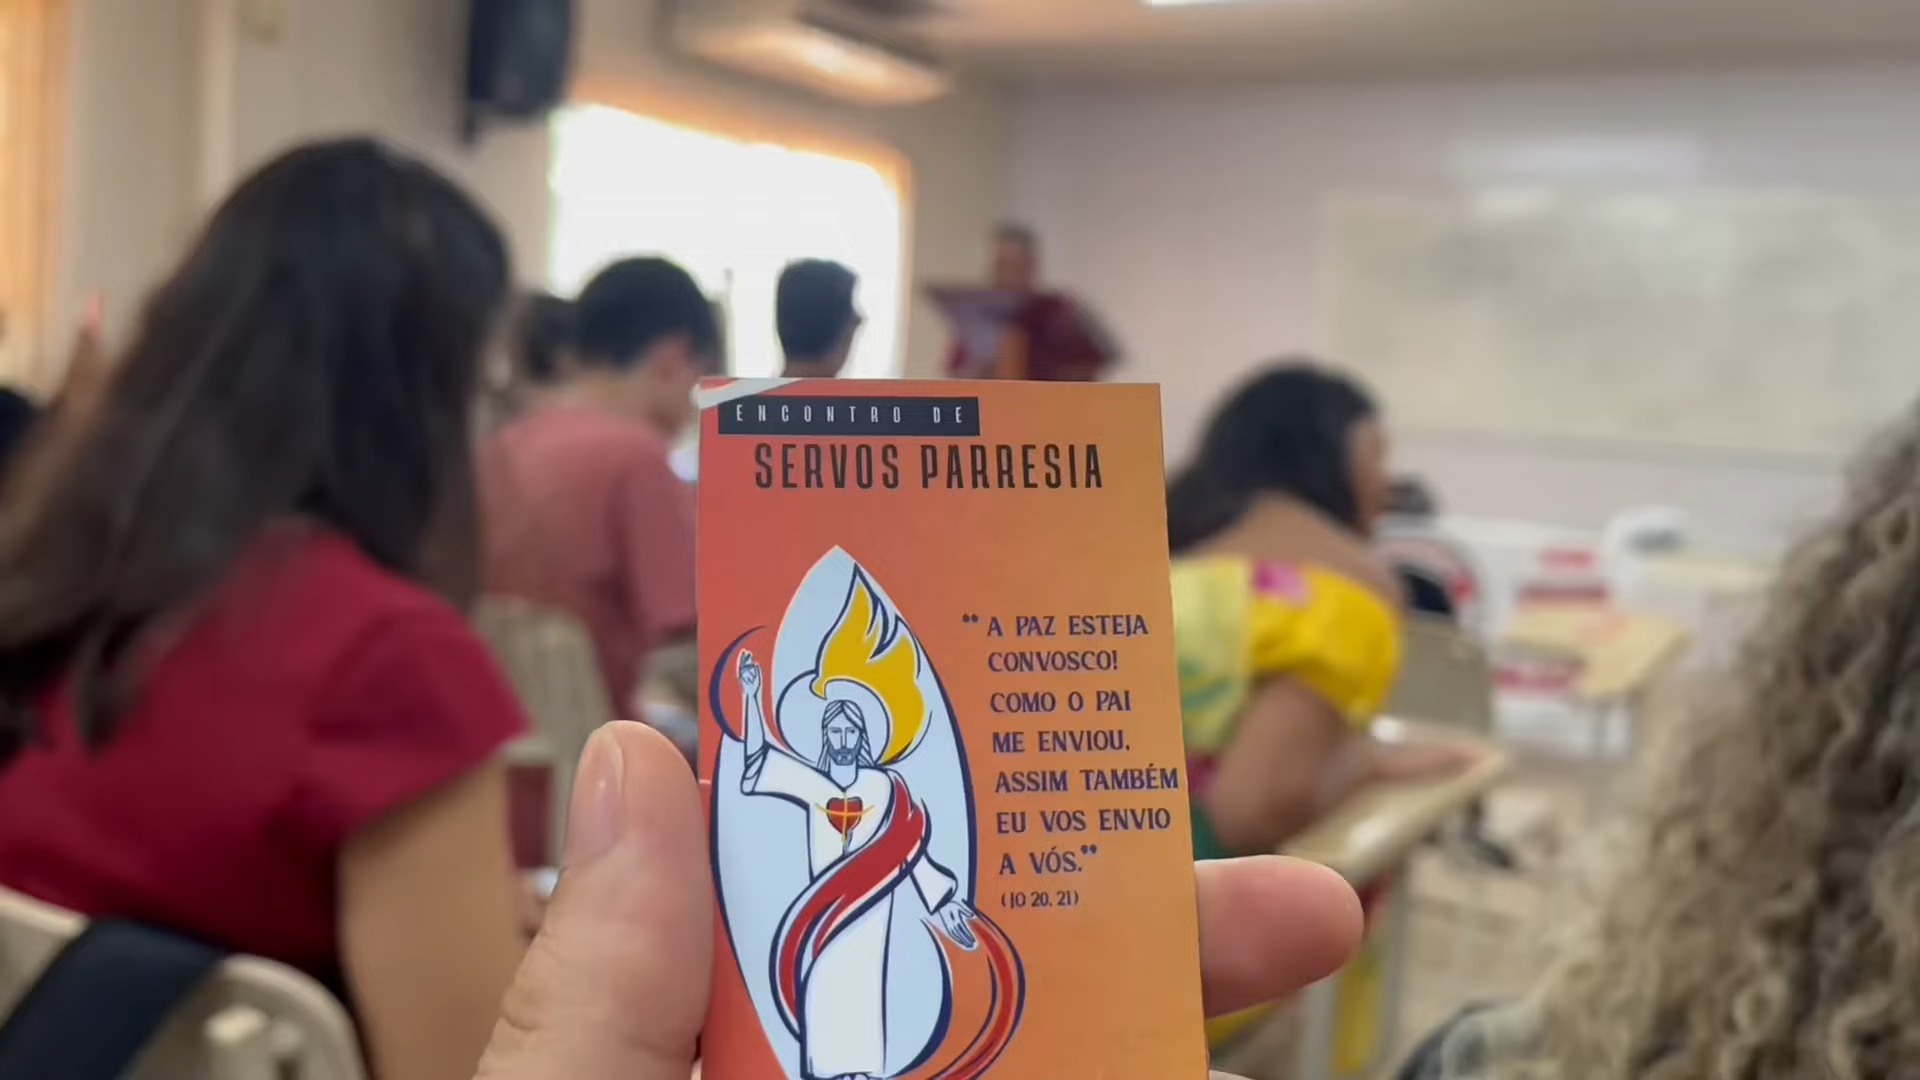 ENCONTRO DE
SERVOS PARRESIA
“A PAZ ESTEJA
CONVOSCO!
COMO O PAI
ME ENVIOU,
ASSIM TAMBÉM
EU VOS ENVIO
A VÓS.”
(JO 20, 21)